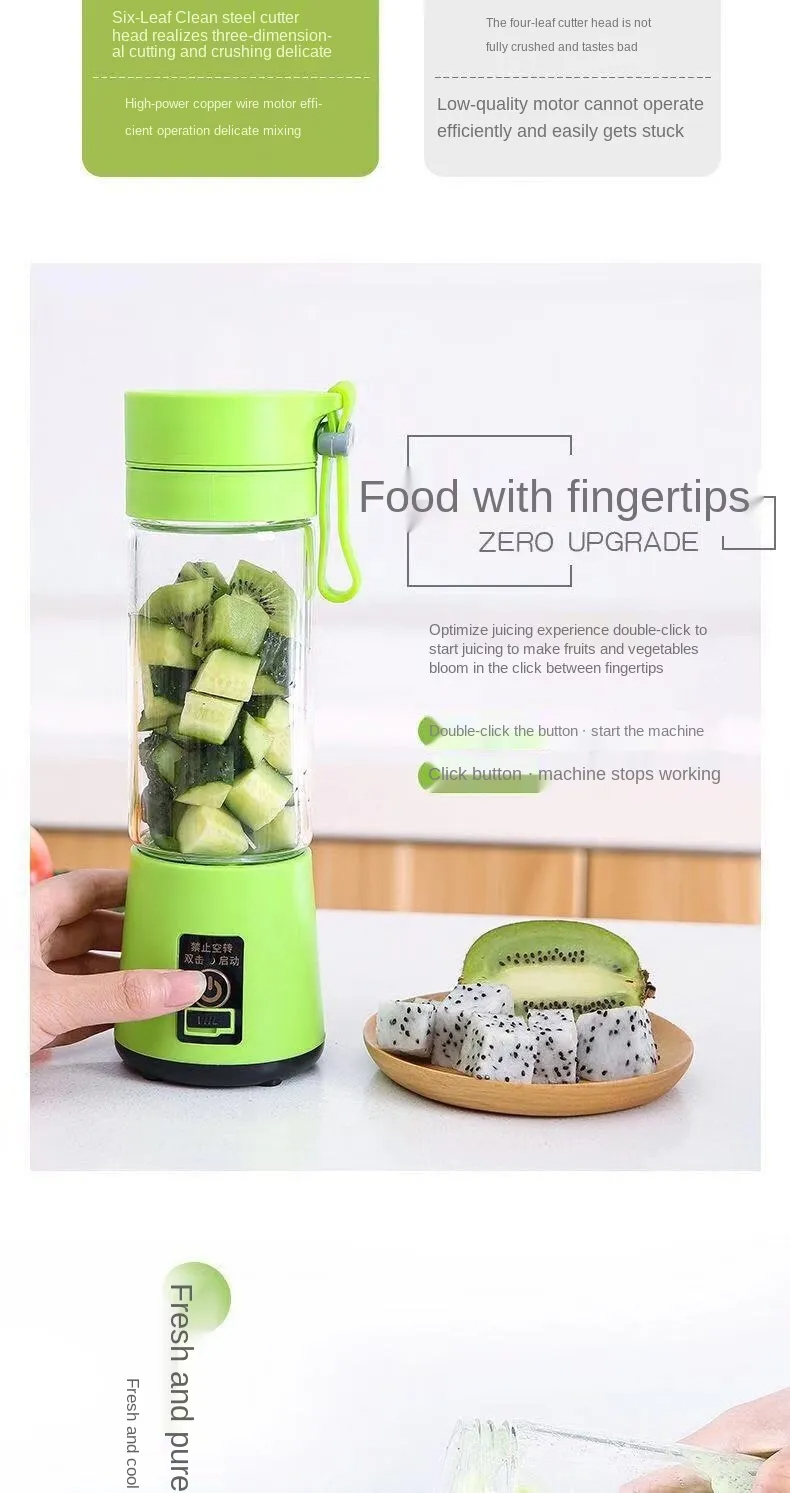 Six-Leaf Clean steel cutter
head realizes three-dimension-
al cutting and crushing delicate
High-power copper wire motor effi-
cient operation delicate mixing
The four-leaf cutter head is not
fully crushed and tastes bad
Low-quality motor cannot operate
efficiently and easily gets stuck
Food with fingertips
ZERO UPGRADE
Optimize juicing experience double-click to
start juicing to make fruits and vegetables
bloom in the click between fingertips
Double-click the button · start the machine
Click button · machine stops working
禁止空转
双击 启动
Fresh and pure
Fresh and cool